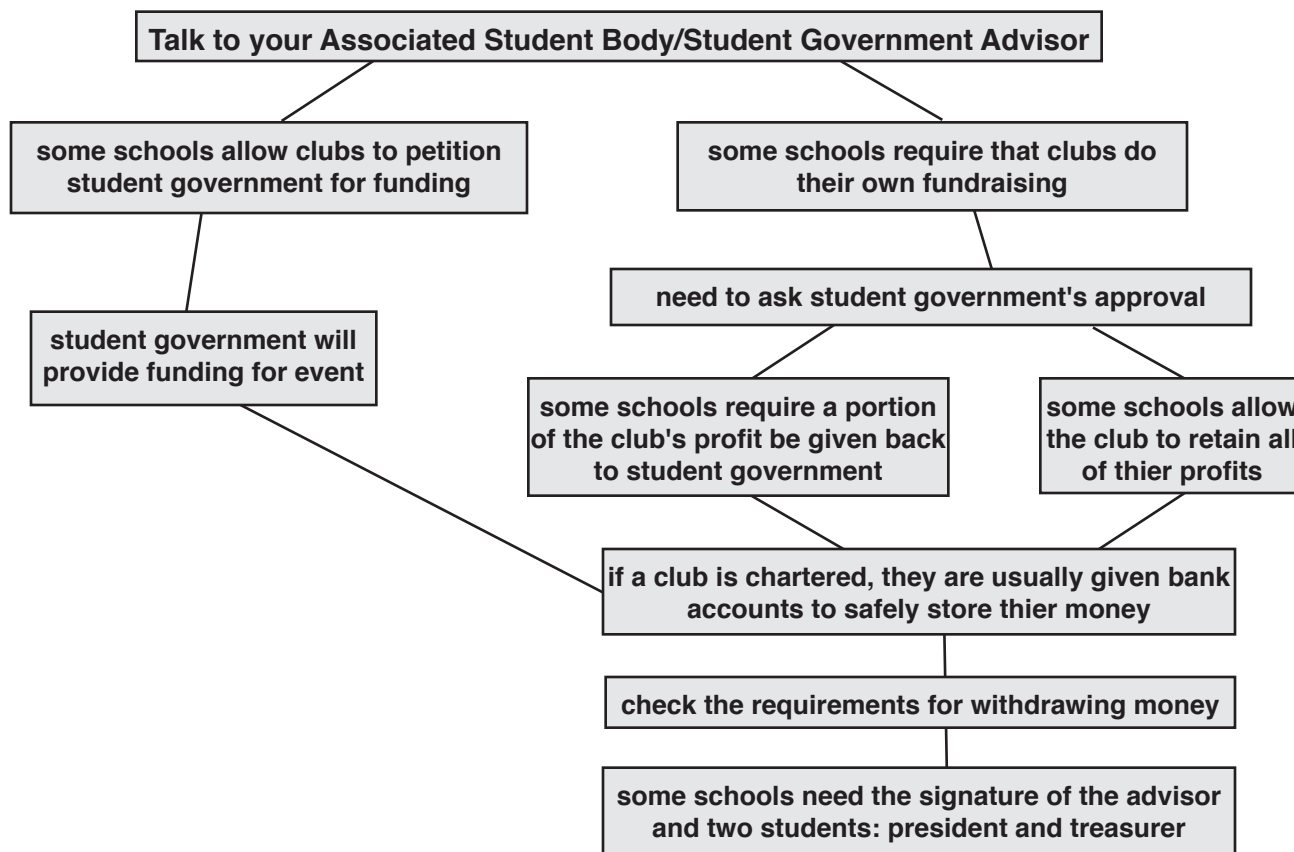 Talk to your Associated Student Body/Student Government Advisor
some schools allow clubs to petition
student government for funding
some schools require that clubs do
their own fundraising
need to ask student government's approval
student government will
provide funding for event
some schools require a portion
of the club's profit be given back
to student government
some schools allow
the club to retain all
of thier profits
if a club is chartered, they are usually given bank
accounts to safely store thier money
check the requirements for withdrawing money
some schools need the signature of the advisor
and two students: president and treasurer